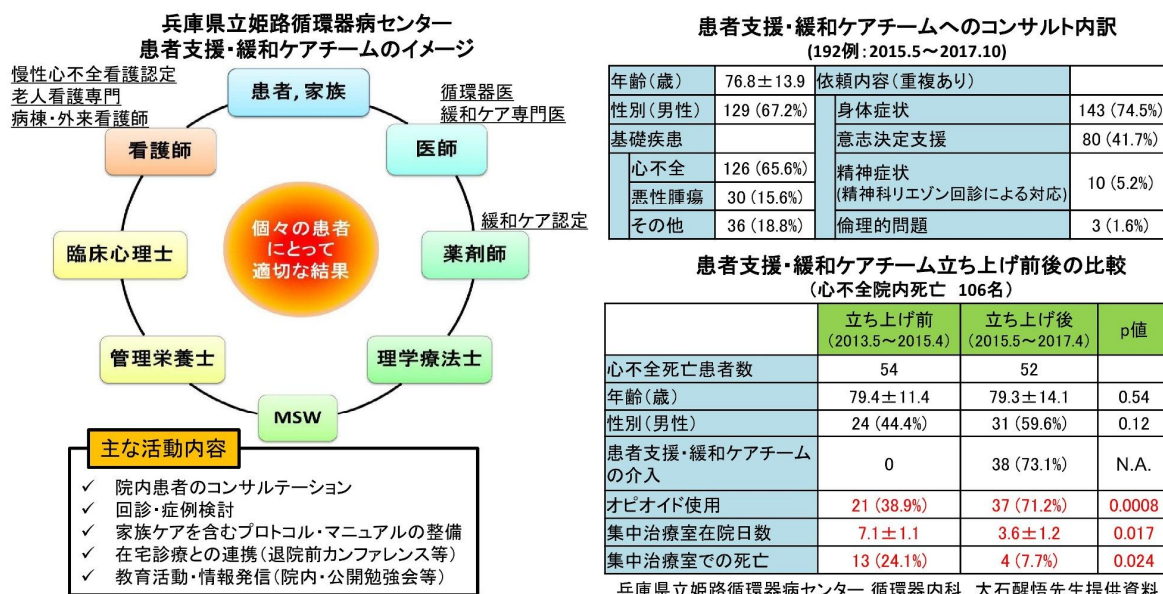 兵庫県立姫路循環器病センター
患者支援・緩和ケアチームのイメージ
慢性心不全看護認定
老人看護専門
病棟・外来看護師
看護師
患者,家族
循環器医
緩和ケア専門医
医師
緩和ケア認定
薬剤師
理学療法士
MSW
管理栄養士
臨床心理士
個々の患者
にとって
適切な結果
主な活動内容
✓ 院内患者のコンサルテーション
✓ 回診・症例検討
✓ 家族ケアを含むプロトコル・マニュアルの整備
✓ 在宅診療との連携(退院前カンファレンス等)
✓ 教育活動・情報発信(院内・公開勉強会等)
患者支援・緩和ケアチームへのコンサルト内訳
(192例:2015.5~2017.10)
年齢(歳) 76.8±13.9 依頼内容(重複あり)
性別(男性) 129 (67.2%) 身体症状 143 (74.5%)
基礎疾患 意志決定支援 80 (41.7%)
心不全 126 (65.6%) 精神症状
(精神科リエゾン回診による対応) 10 (5.2%)
悪性腫瘍 30 (15.6%)
その他 36 (18.8%) 倫理的問題 3 (1.6%)
患者支援・緩和ケアチーム立ち上げ前後の比較
(心不全院内死亡 106名)
立ち上げ前 立ち上げ後 p値
(2013.5~2015.4) (2015.5~2017.4)
心不全死亡患者数 54 52
年齢(歳) 79.4±11.4 79.3±14.1 0.54
性別(男性) 24 (44.4%) 31 (59.6%) 0.12
患者支援・緩和ケアチーム
の介入 0 38 (73.1%) N.A.
オピオイド使用 21 (38.9%) 37 (71.2%) 0.0008
集中治療室在院日数 7.1±1.1 3.6±1.2 0.017
集中治療室での死亡 13 (24.1%) 4 (7.7%) 0.024
兵庫県立姫路循環器病センター 循環器内科 大石醒悟先生提供資料